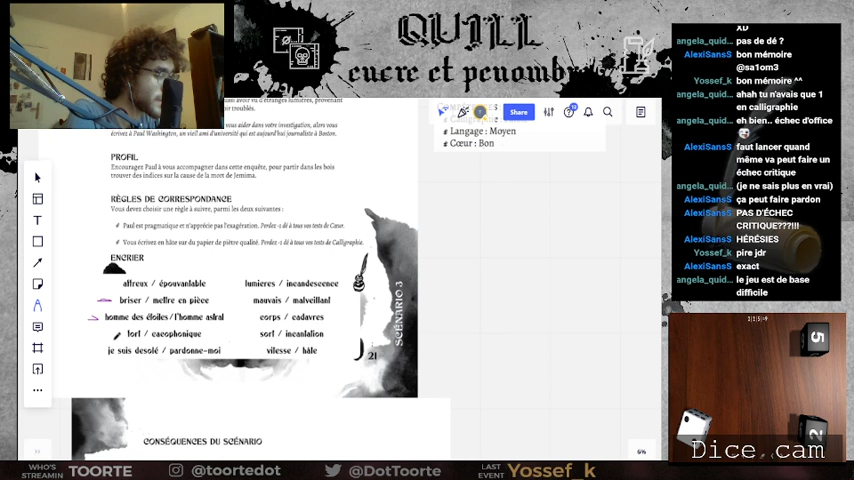 QUILL
encre et penomb
aussi avoir vu d'étranges lumières, provenant
oir troublés.
vous aider dans votre investigation, alors vous
écrivez à Paul Washington, un vieil ami d'université qui est aujourd'hui journaliste à Boston.
PROFIL
Encouragez Paul à vous accompagner dans cette enquête, pour partir dans les bois
trouver des indices sur la cause de la mort de Jemima.
RÈGLES DE CORRESPONDANCE
Vous devez choisir une règle à suivre, parmi les deux suivantes :
Paul est pragmatique et n'apprécie pas l'exagération. Perdez -1 dé à tous vos tests de Cœur.
Vous écrivez en hâte sur du papier de piètre qualité. Perdez -1 dé à tous vos tests de Calligraphie.
ENCRIER
affreux / épouvantable
lumieres / incandescence
briser / mettre en pièce
mauvais / malveillant
homme des étoiles / l'homme astral
corps / cadavres
fort / cacophonique
sort / incantation
je suis desolé / pardonne-moi
vitesse / hâte
SCÉNARIO 3
21
CONSÉQUENCES DU SCÉNARIO
Share
# Langage : Moyen
# Cœur : Bon
6%
XD
angela_quid... pas de dé ?
AlexiSansS bon mémoire
@sa1om3
Yossef_k bon mémoire ^^
angela_quid... ahah tu n'avais que 1
en calligraphie
angela_quid... eh bien.. échec d'office
AlexiSansS faut lancer quand
même va peut faire un
échec critique
angela_quid... (je ne sais plus en vrai)
AlexiSansS ça peut faire pardon
AlexiSansS PAS D'ÉCHEC
CRITIQUE???!!!
AlexiSansS HÉRÉSIES
Yossef_k pire jdr
AlexiSansS exact
angela_quid... le jeu est de base
difficile
5
2
Dice.cam
WHO'S
STREAMIN
TOORTE
@toortedot
@DotToorte
LAST
EVENT
Yossef_k